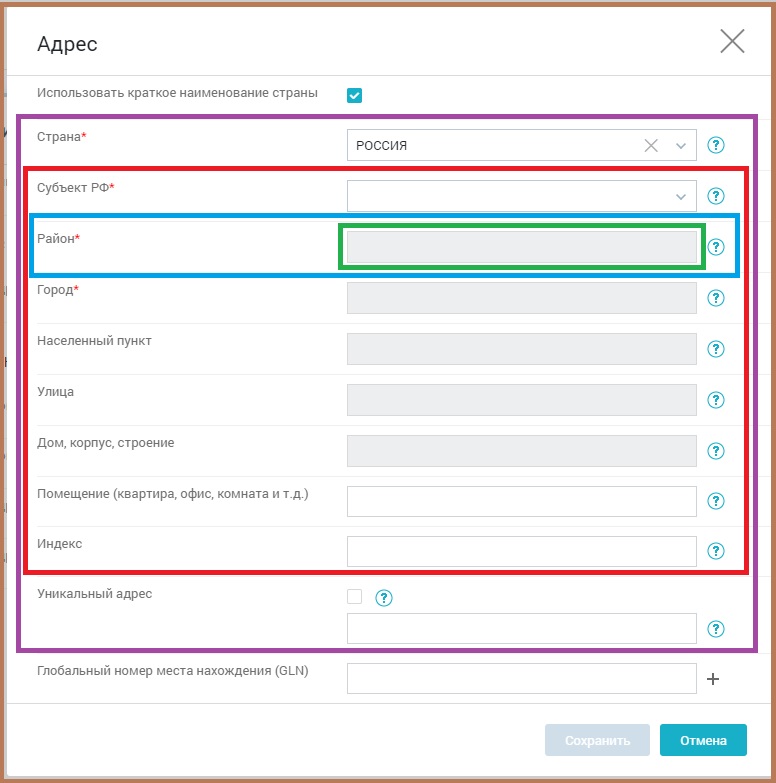 Адрес
Использовать краткое наименование страны
Страна*
РОССИЯ
?
Субъект РФ*
?
Район*
?
Город*
?
Населенный пункт
?
Улица
?
Дом, корпус, строение
?
Помещение (квартира, офис, комната и т.д.)
?
Индекс
?
Уникальный адрес
?
?
Глобальный номер места нахождения (GLN)
+
Сохранить
Отмена